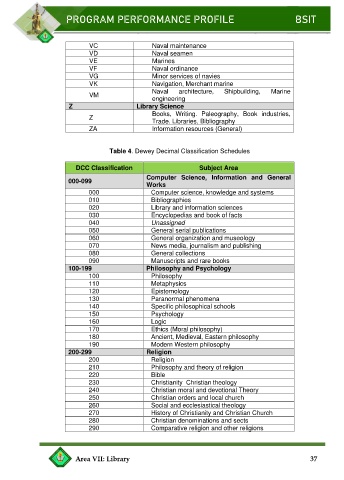 PROGRAM PERFORMANCE PROFILE BSIT
VC Naval maintenance
VD Naval seamen
VE Marines
VF Naval ordinance
VG Minor services of navies
VK Navigation, Merchant marine
VM Naval architecture, Shipbuilding, Marine
engineering
Z Library Science
Z Books, Writing. Paleography, Book industries,
Trade. Libraries. Bibliography
ZA Information resources (General)
Table 4. Dewey Decimal Classification Schedules
DCC Classification Subject Area
000-099 Computer Science, Information and General
Works
000 Computer science, knowledge and systems
010 Bibliographies
020 Library and information sciences
030 Encyclopedias and book of facts
040 Unassigned
050 General serial publications
060 General organization and museology
070 News media, journalism and publishing
080 General collections
090 Manuscripts and rare books
100-199 Philosophy and Psychology
100 Philosophy
110 Metaphysics
120 Epistemology
130 Paranormal phenomena
140 Specific philosophical schools
150 Psychology
160 Logic
170 Ethics (Moral philosophy)
180 Ancient, Medieval, Eastern philosophy
190 Modern Western philosophy
200-299 Religion
200 Religion
210 Philosophy and theory of religion
220 Bible
230 Christianity Christian theology
240 Christian moral and devotional Theory
250 Christian orders and local church
260 Social and ecclesiastical theology
270 History of Christianity and Christian Church
280 Christian denominations and sects
290 Comparative religion and other religions
Area VII: Library 37